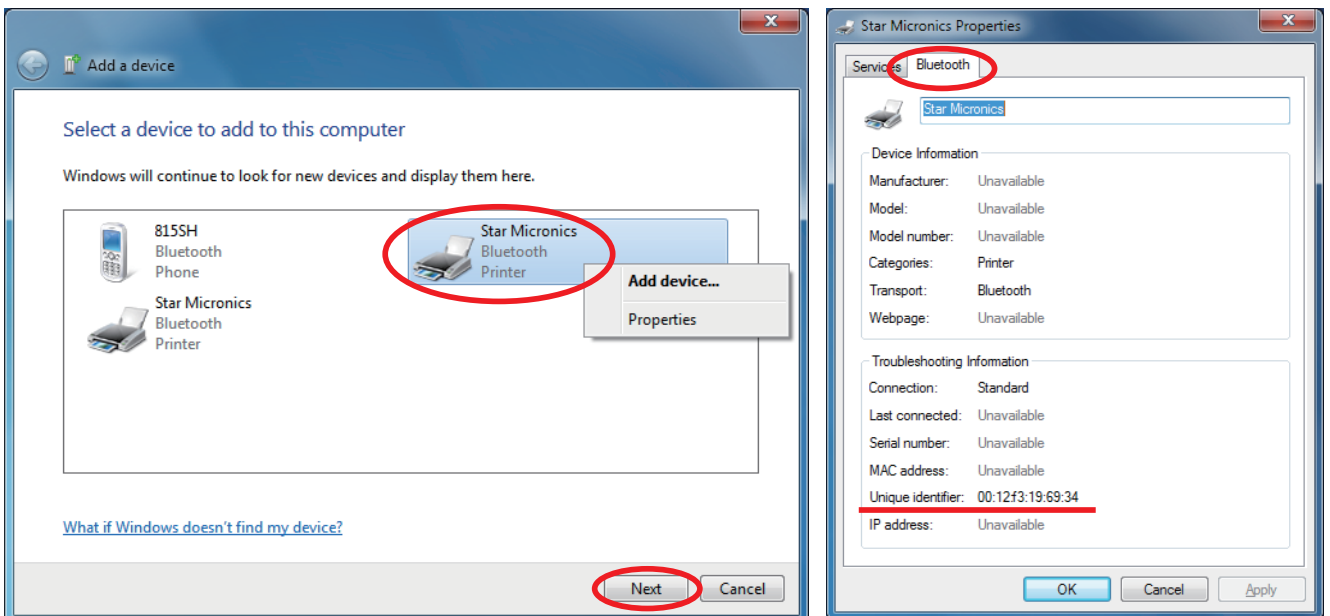 Add a device
Select a device to add to this computer
Windows will continue to look for new devices and display them here.
815SH
Bluetooth
Phone
Star Micronics
Bluetooth
Printer
Star Micronics
Bluetooth
Printer
Add device...
Properties
What if Windows doesn't find my device?
Next
Cancel
Star Micronics Properties
Services
Bluetooth
Star Micronics
Device Information
Manufacturer: Unavailable
Model: Unavailable
Model number: Unavailable
Categories: Printer
Transport: Bluetooth
Webpage: Unavailable
Troubleshooting Information
Connection: Standard
Last connected: Unavailable
Serial number: Unavailable
MAC address: Unavailable
Unique identifier: 00:12:f3:19:69:34
IP address: Unavailable
OK
Cancel
Apply